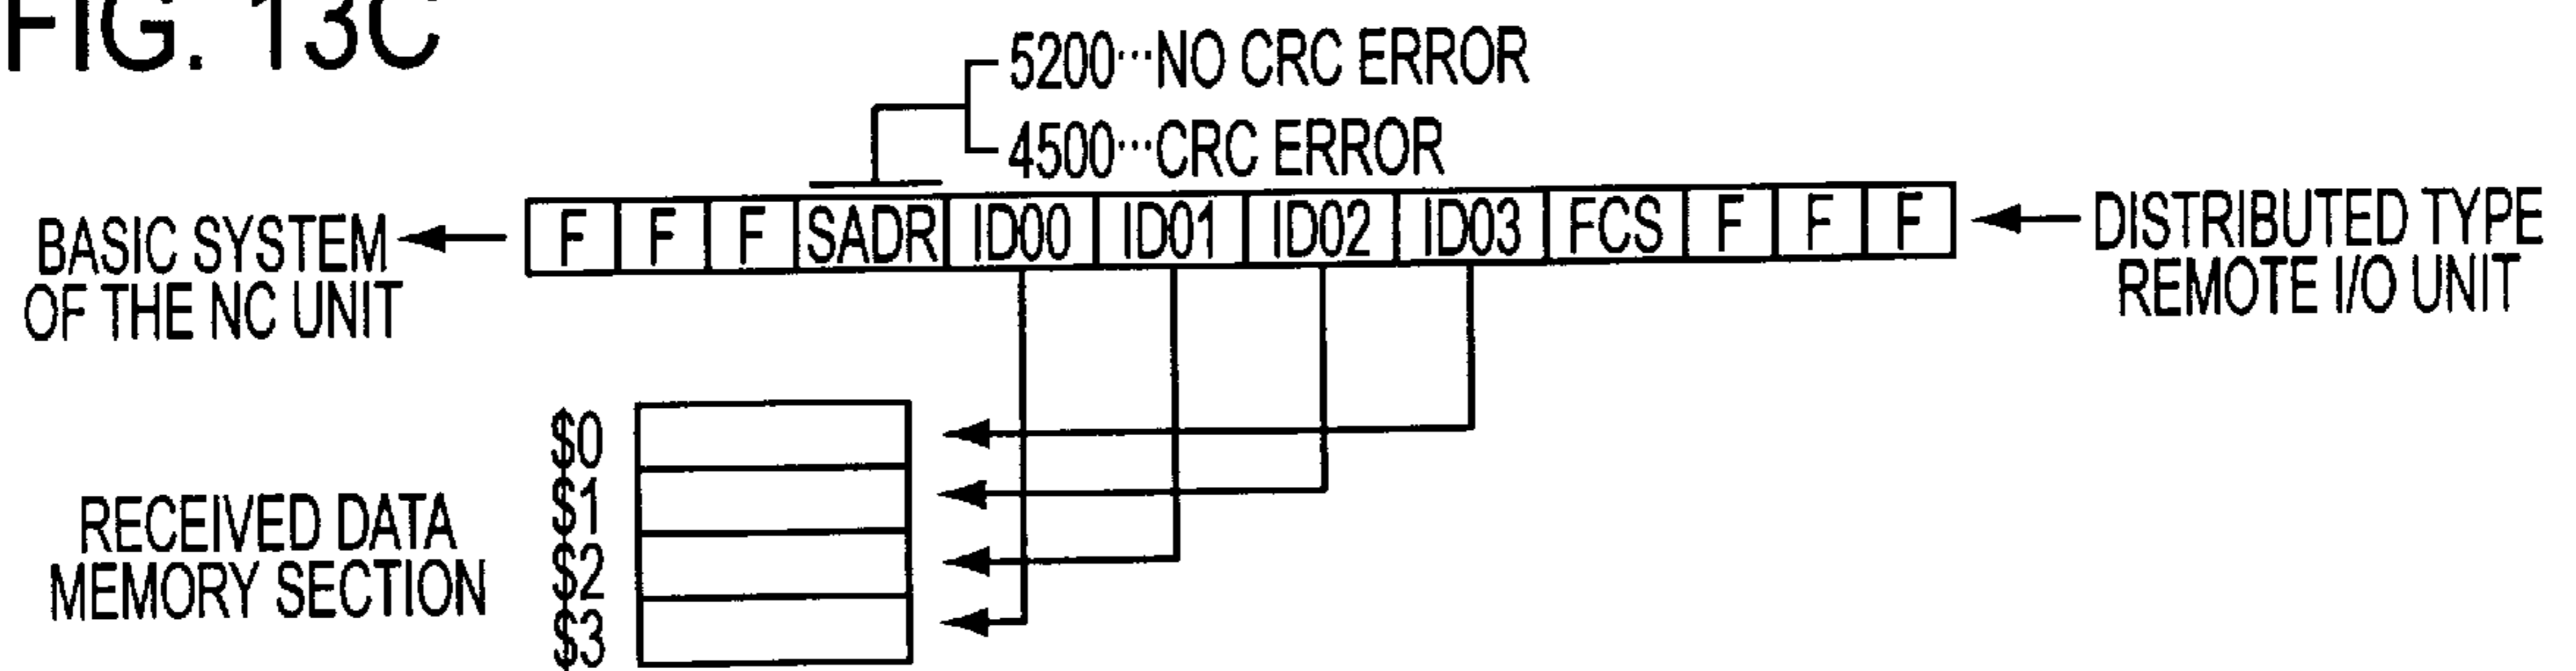 FIG. 13C
5200···NO CRC ERROR
4500···CRC ERROR
BASIC SYSTEM
OF THE NC UNIT
F F F SADR ID00 ID01 ID02 ID03 FCS F F F
DISTRIBUTED TYPE
REMOTE I/O UNIT
RECEIVED DATA
MEMORY SECTION
$0
$1
$2
$3